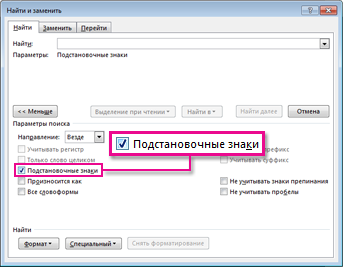 Найти и заменить
Найти Заменить Перейти
Найти:
Параметры: Подстановочные знаки
<< Меньше Выделение при чтении Найти в Найти далее Отмена
Параметры поиска
Направление: Везде
Подстановочные знаки
Учитывать регистр
Только слово целиком Учитывать суффикс
Подстановочные знаки
Произносится как Не учитывать знаки препинания
Все словоформы Не учитывать пробелы
Найти
Формат Специальный Снять форматирование